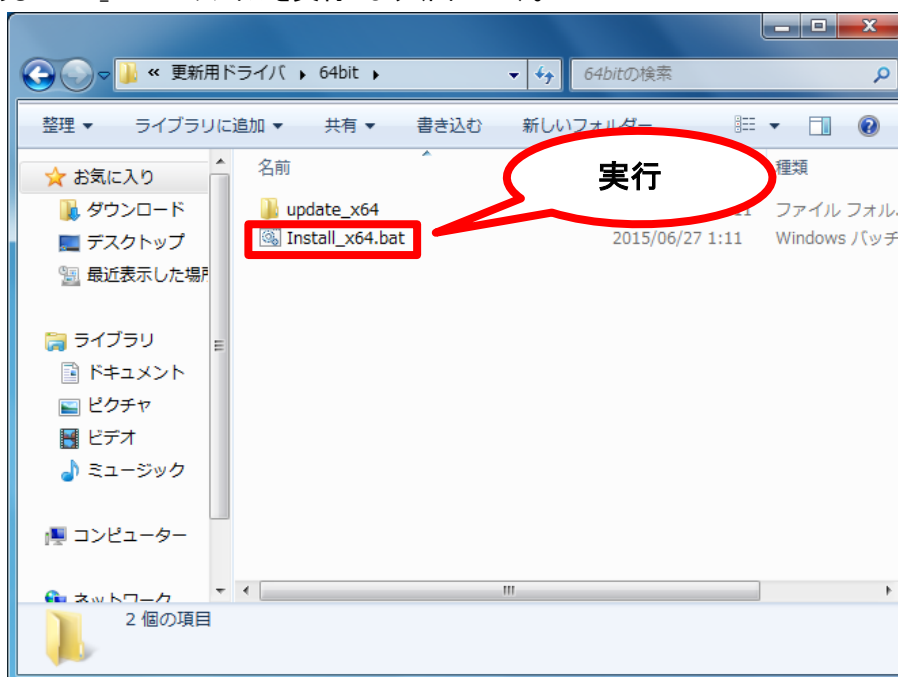 « 更新用ドライバ ▸ 64bit ▸
64bitの検索
整理 ▼ ライブラリに追加 ▼ 共有 ▼ 書き込む 新しいフォルダー
名前
種類
実行
お気に入り
ダウンロード
デスクトップ
最近表示した場所
update_x64
ファイル フォル
Install_x64.bat
2015/06/27 1:11
Windows バッチ
ライブラリ
ドキュメント
ピクチャ
ビデオ
ミュージック
コンピューター
ネットワーク
2 個の項目